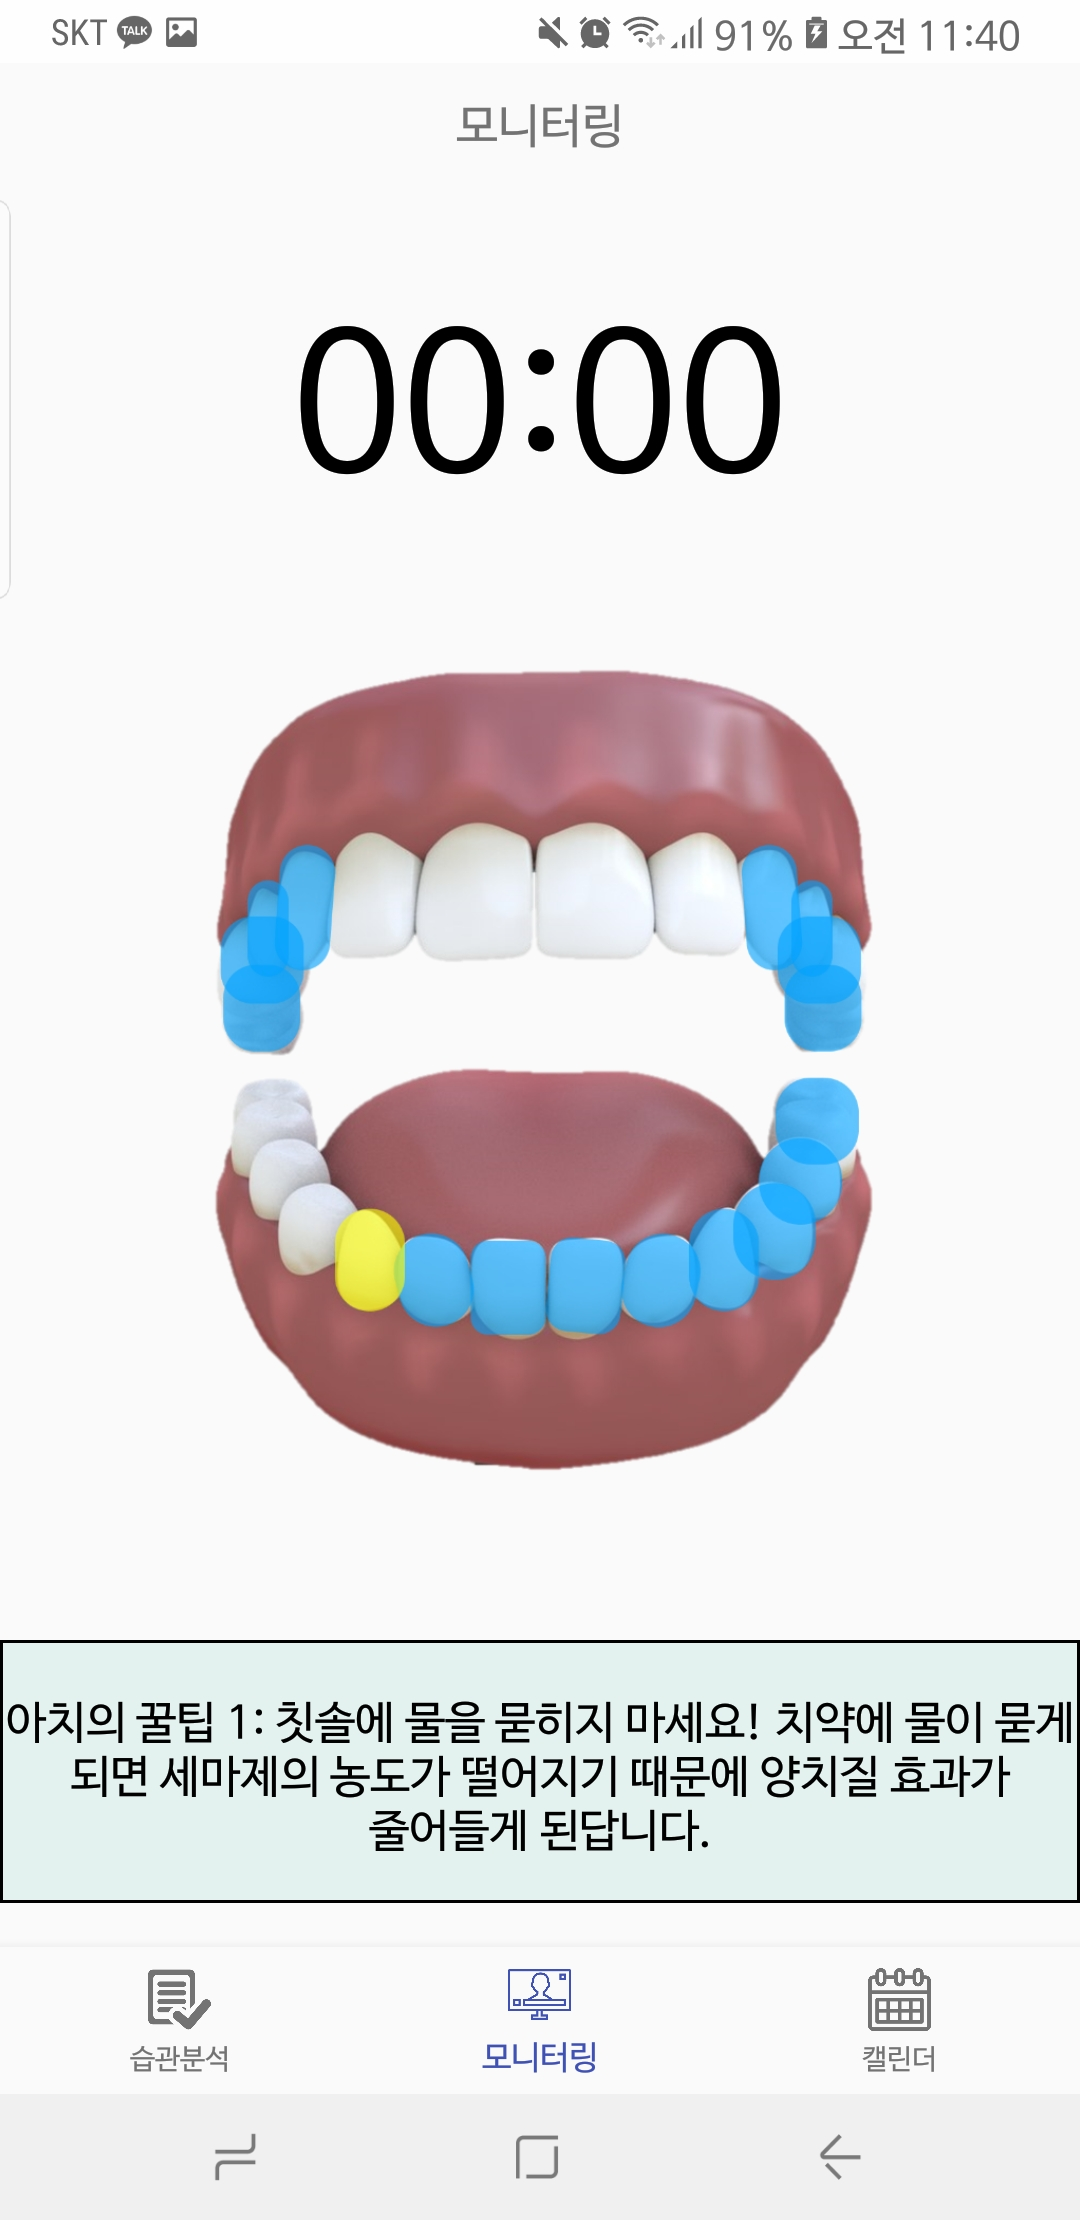 SKT TALK 91% 오전 11:40
모니터링
00:00
아치의 꿀팁 1: 칫솔에 물을 묻히지 마세요! 치약에 물이 묻게
되면 세마제의 농도가 떨어지기 때문에 양치질 효과가
줄어들게 된답니다.
습관분석
모니터링
캘린더